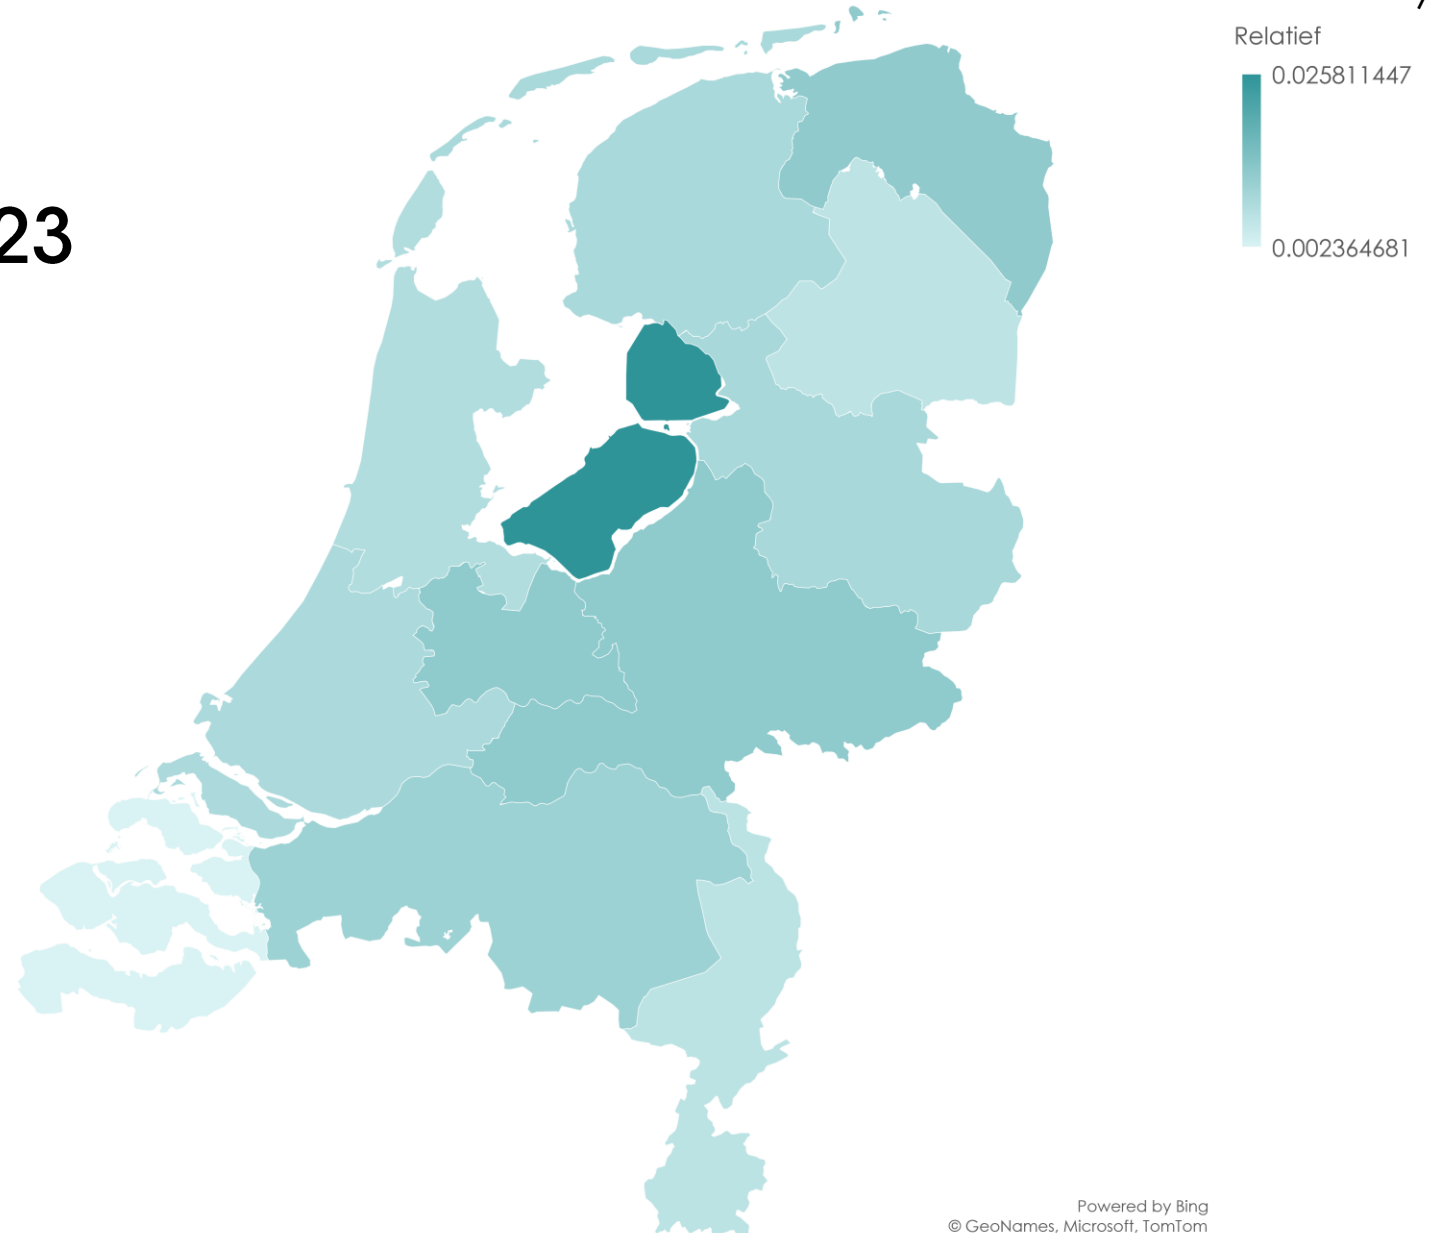 Relatief
0.025811447
23
0.002364681
Powered by Bing
© GeoNames, Microsoft, TomTom